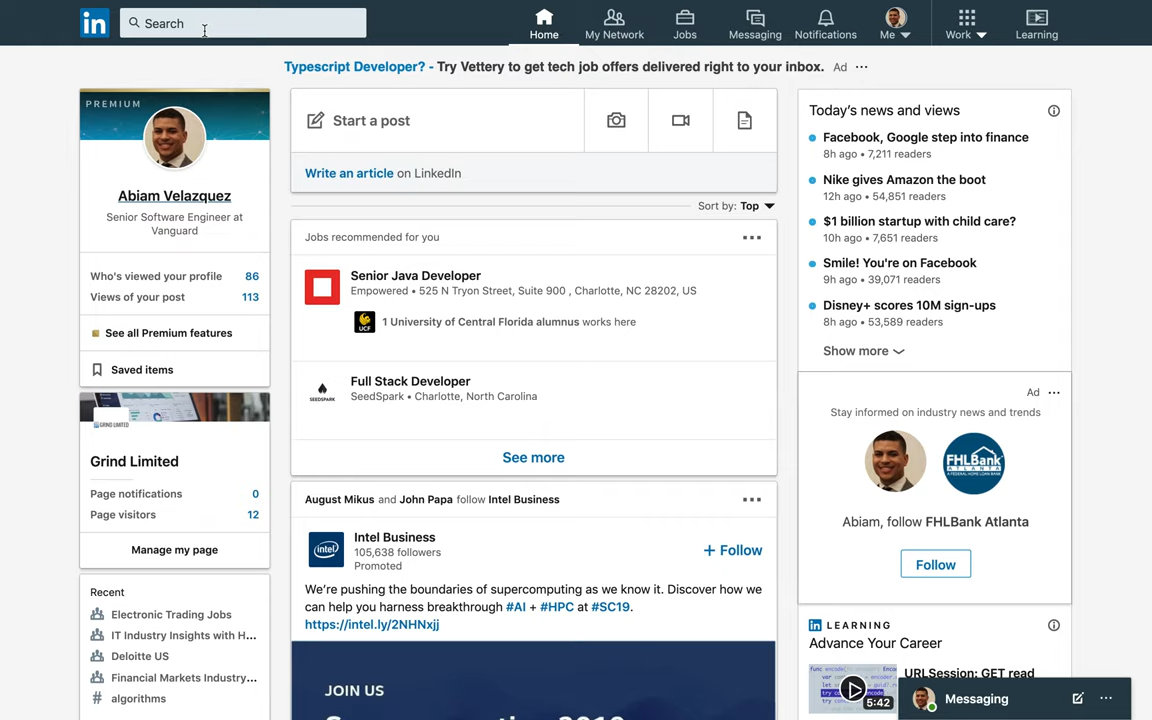 in
Search
Home
My Network
Jobs
Messaging
Notifications
Me
Work
Learning
Typescript Developer? - Try Vettery to get tech job offers delivered right to your inbox. Ad
PREMIUM
Abiam Velazquez
Senior Software Engineer at
Vanguard
Who's viewed your profile 86
Views of your post 113
See all Premium features
Saved items
GRIND LIMITED
Grind Limited
Page notifications 0
Page visitors 12
Manage my page
Recent
Electronic Trading Jobs
IT Industry Insights with H...
Deloitte US
Financial Markets Industry...
# algorithms
Start a post
Write an article on LinkedIn
Sort by: Top
Jobs recommended for you
Senior Java Developer
Empowered • 525 N Tryon Street, Suite 900 , Charlotte, NC 28202, US
UCF
1 University of Central Florida alumnus works here
SEEDSPARK
Full Stack Developer
SeedSpark • Charlotte, North Carolina
See more
August Mikus and John Papa follow Intel Business
intel
Intel Business
105,638 followers
Promoted
+ Follow
We're pushing the boundaries of supercomputing as we know it. Discover how we
can help you harness breakthrough #AI + #HPC at #SC19.
https://intel.ly/2NHNxjj
JOIN US
Today's news and views
Facebook, Google step into finance
8h ago • 7,211 readers
Nike gives Amazon the boot
12h ago • 54,851 readers
$1 billion startup with child care?
10h ago • 7,651 readers
Smile! You're on Facebook
9h ago • 39,071 readers
Disney+ scores 10M sign-ups
8h ago • 53,589 readers
Show more
Ad
Stay informed on industry news and trends
FHLBank
ATLANTA
Abiam, follow FHLBank Atlanta
Follow
in LEARNING
Advance Your Career
URLSession: GET read
5:42
Messaging